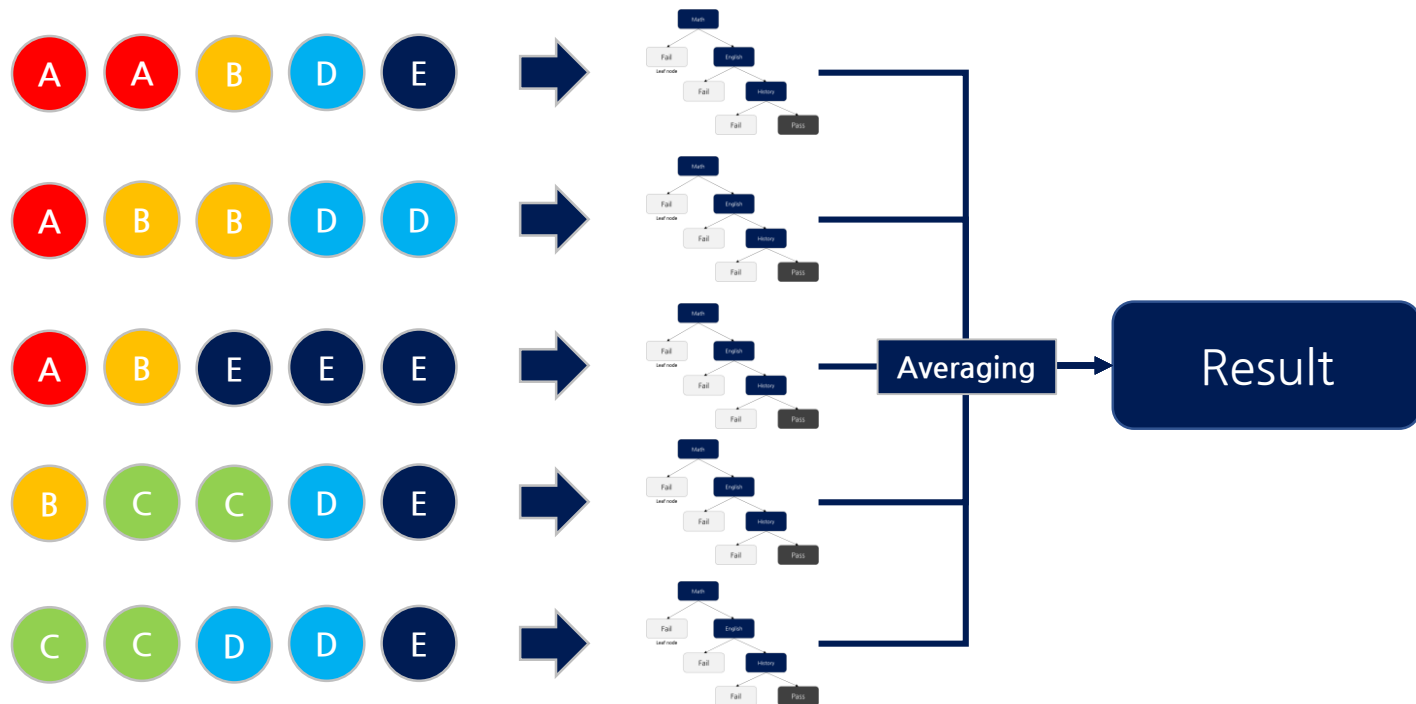 Math
Fail English
Leaf node
Fail History
Fail Pass
A A B D E
Math
Fail English
Leaf node
Fail History
Fail Pass
A B B D D
Math
Fail English
Leaf node
Fail History
Fail Pass
A B E E E
Averaging
Result
Math
Fail English
Leaf node
Fail History
Fail Pass
B C C D E
Math
Fail English
Leaf node
Fail History
Fail Pass
C C D D E